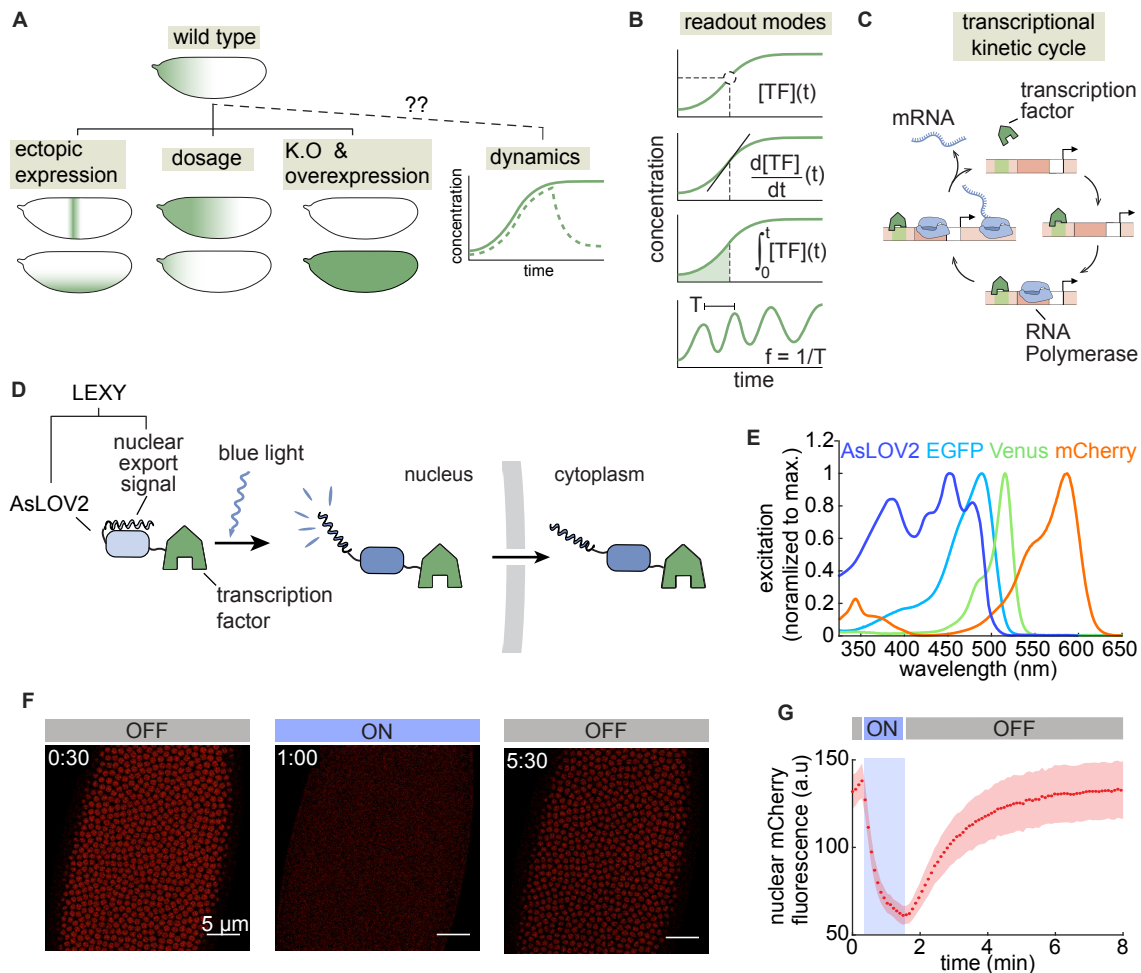 A
wild type
??
ectopic
expression
dosage
K.O &
overexpression
dynamics
concentration
time
B
readout modes
[TF](t)
d[TF]
dt
(t)
∫
t
0
[TF](t)
T
f = 1/T
concentration
time
C
transcriptional
kinetic cycle
transcription
factor
mRNA
RNA
Polymerase
D
LEXY
nuclear
export
signal
AsLOV2
blue light
transcription
factor
nucleus
cytoplasm
E
AsLOV2 EGFP Venus mCherry
excitation
(noramlized to max.)
1.2
1
0.8
0.6
0.4
0.2
0
350 400 450 500 550 600 650
wavelength (nm)
F
OFF
0:30
5 µm
ON
1:00
OFF
5:30
G
ON
OFF
nuclear mCherry
fluorescence (a.u)
150
100
50
0 2 4 6 8
time (min)